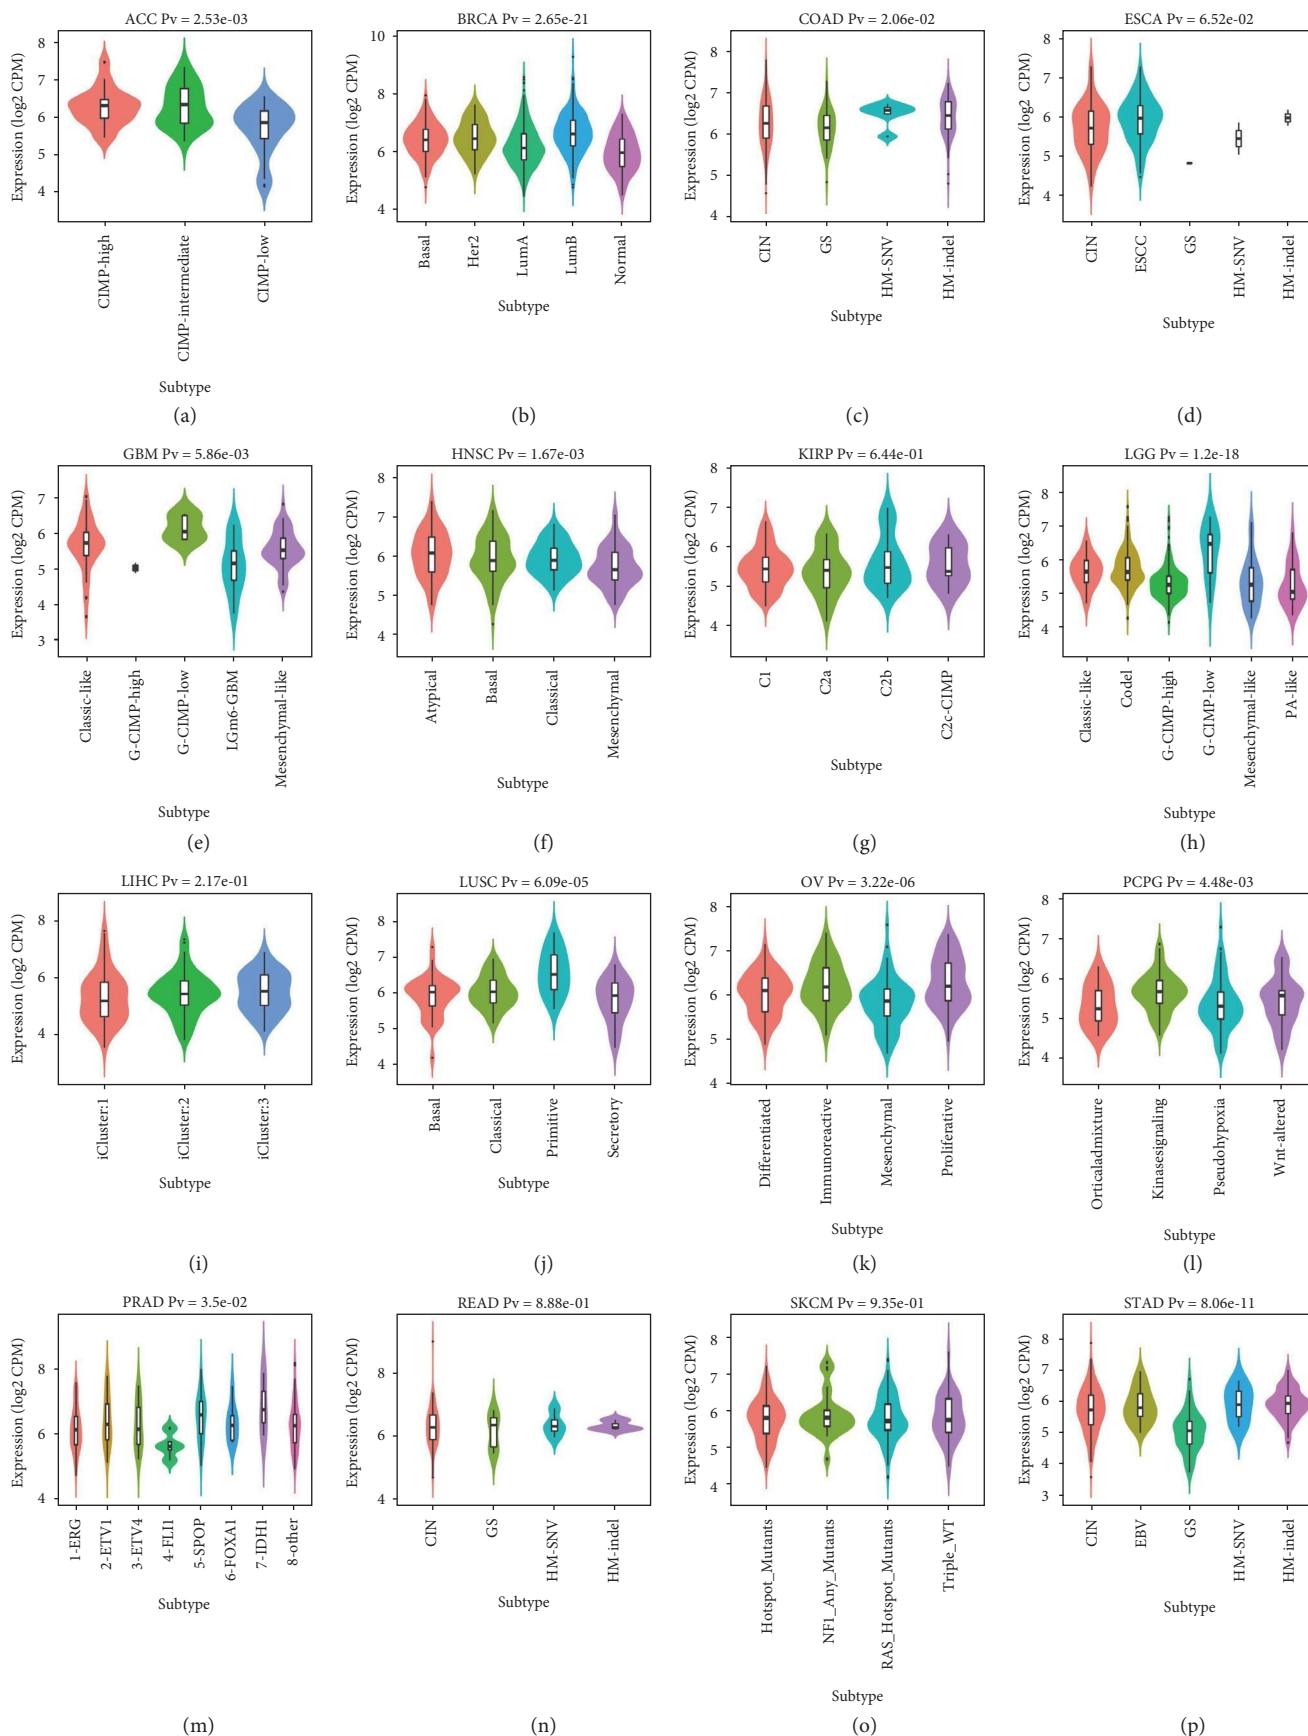 ACC Pv = 2.53e-03
Expression (log2 CPM)
8
7
6
5
4
CIMP-high
CIMP-intermediate
CIMP-low
Subtype
(a)
BRCA Pv = 2.65e-21
Expression (log2 CPM)
10
8
6
4
Basal
Her2
LumA
LumB
Normal
Subtype
(b)
COAD Pv = 2.06e-02
Expression (log2 CPM)
8
7
6
5
4
CIN
GS
HM-SNV
HM-indel
Subtype
(c)
ESCA Pv = 6.52e-02
Expression (log2 CPM)
8
7
6
5
4
CIN
ESCC
GS
HM-SNV
HM-indel
Subtype
(d)
GBM Pv = 5.86e-03
Expression (log2 CPM)
7
6
5
4
3
Classic-like
G-CIMP-high
G-CIMP-low
LGm6-GBM
Mesenchymal-like
Subtype
(e)
HNSC Pv = 1.67e-03
Expression (log2 CPM)
8
7
6
5
4
Atypical
Basal
Classical
Mesenchymal
Subtype
(f)
KIRP Pv = 6.44e-01
Expression (log2 CPM)
8
7
6
5
4
C1
C2a
C2b
C2c-CIMP
Subtype
(g)
LGG Pv = 1.2e-18
Expression (log2 CPM)
8
7
6
5
4
Classic-like
Codel
G-CIMP-high
G-CIMP-low
Mesenchymal-like
PA-like
Subtype
(h)
LIHC Pv = 2.17e-01
Expression (log2 CPM)
8
6
4
iCluster:1
iCluster:2
iCluster:3
Subtype
(i)
LUSC Pv = 6.09e-05
Expression (log2 CPM)
8
7
6
5
4
Basal
Classical
Primitive
Secretory
Subtype
(j)
OV Pv = 3.22e-06
Expression (log2 CPM)
8
7
6
5
4
Differentiated
Immunoreactive
Mesenchymal
Proliferative
Subtype
(k)
PCPG Pv = 4.48e-03
Expression (log2 CPM)
8
7
6
5
4
Orticaladmixture
Kinasesignaling
Pseudohypoxia
Wnt-altered
Subtype
(l)
PRAD Pv = 3.5e-02
Expression (log2 CPM)
8
6
4
1-ERG
2-ETV1
3-ETV4
4-FLI1
5-SPOP
6-FOXA1
7-IDH1
8-other
Subtype
(m)
READ Pv = 8.88e-01
Expression (log2 CPM)
8
6
4
CIN
GS
HM-SNV
HM-indel
Subtype
(n)
SKCM Pv = 9.35e-01
Expression (log2 CPM)
8
7
6
5
4
Hotspot_Mutants
NF1_Any_Mutants
RAS_Hotspot_Mutants
Triple_WT
Subtype
(o)
STAD Pv = 8.06e-11
Expression (log2 CPM)
8
7
6
5
4
3
CIN
EBV
GS
HM-SNV
HM-indel
Subtype
(p)